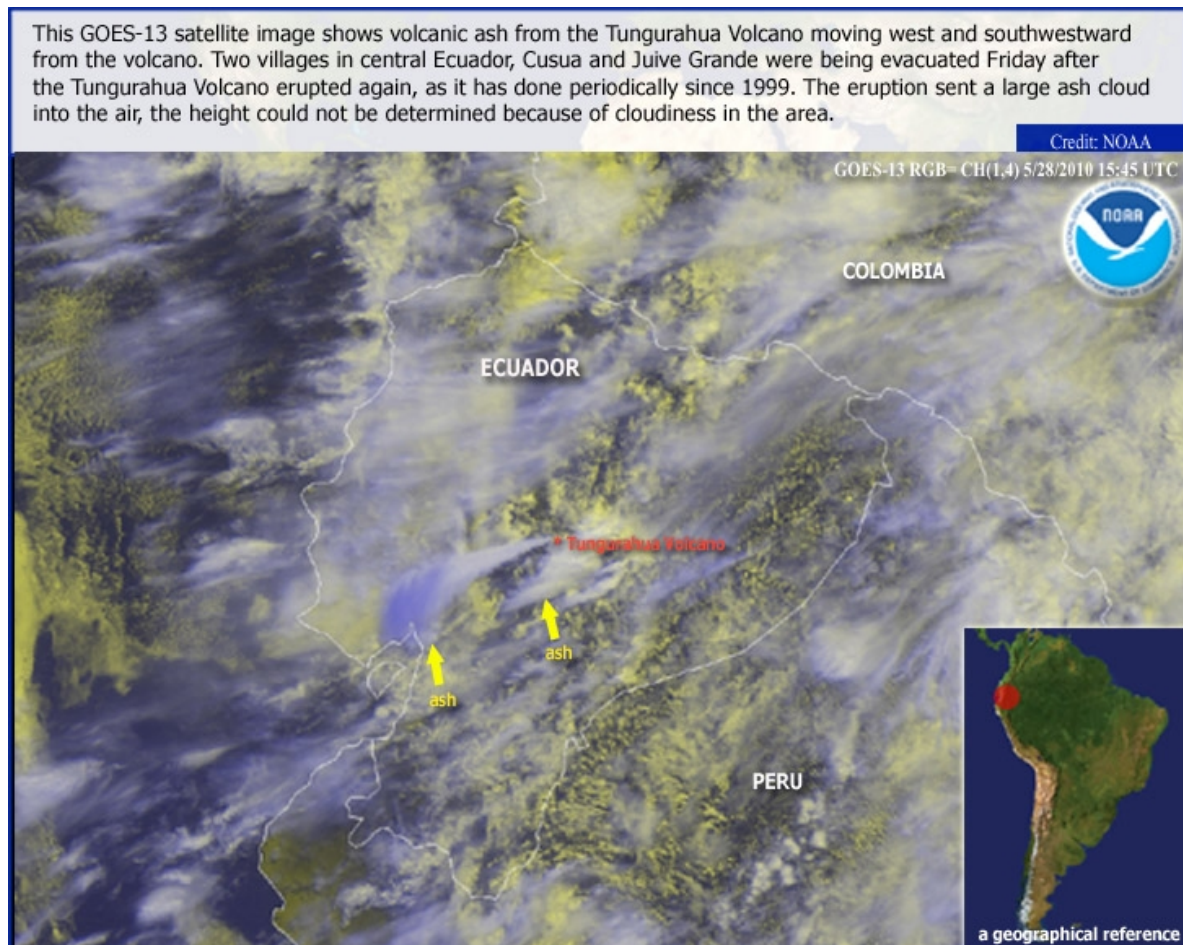 This GOES-13 satellite image shows volcanic ash from the Tungurahua Volcano moving west and southwestward
from the volcano. Two villages in central Ecuador, Cusua and Juive Grande were being evacuated Friday after
the Tungurahua Volcano erupted again, as it has done periodically since 1999. The eruption sent a large ash cloud
into the air, the height could not be determined because of cloudiness in the area.
Credit: NOAA
GOES-13 RGB= CH(1,4) 5/28/2010 15:45 UTC
NOAA
COLOMBIA
ECUADOR
* Tungurahua Volcano
ash
ash
PERU
a geographical reference